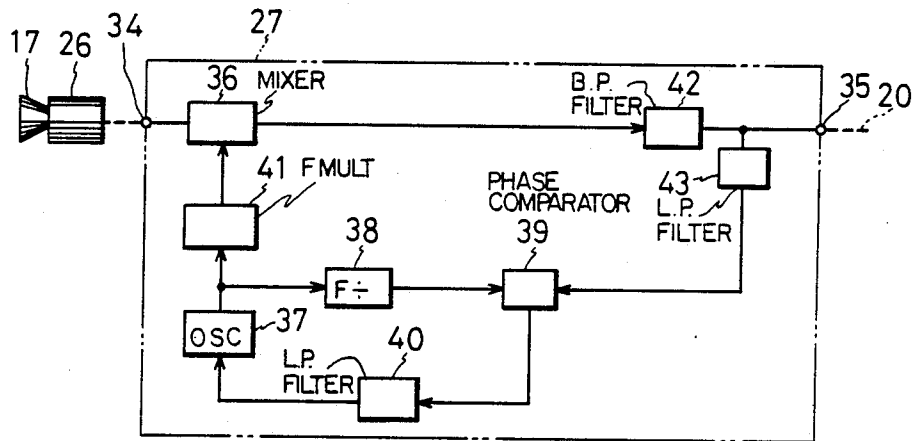 17
26
34
27
36
MIXER
B.P.
FILTER
42
35
20
41
F MULT
43
L.P.
FILTER
PHASE
COMPARATOR
38
39
F÷
OSC
37
L.P.
FILTER
40